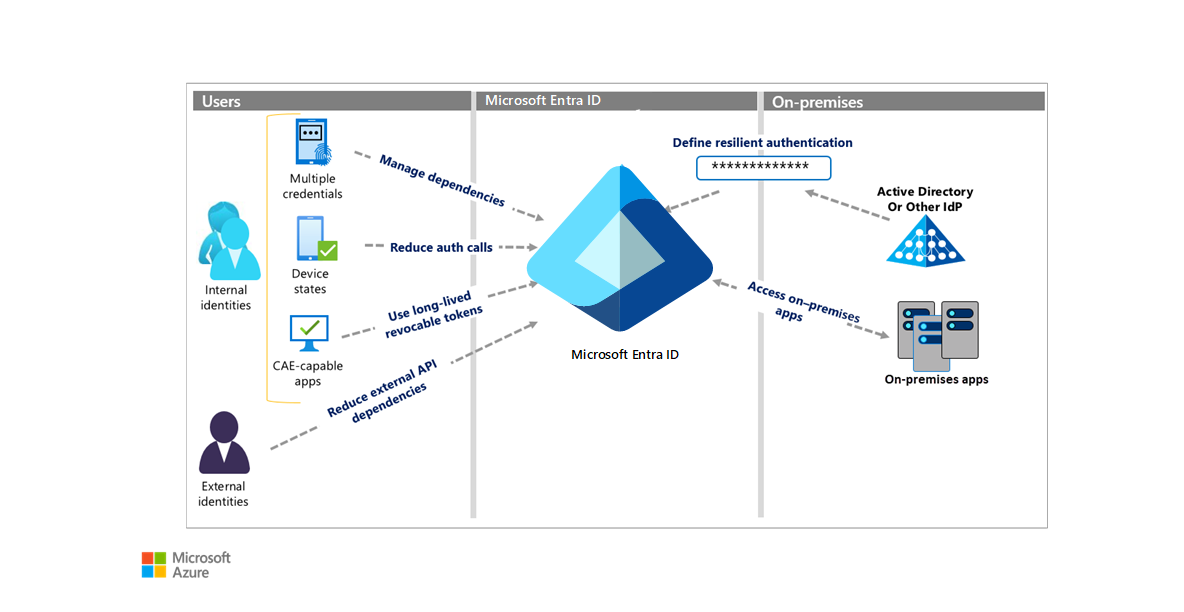 Users
Microsoft Entra ID
On-premises
Multiple
credentials
Device
states
CAE-capable
apps
Internal
identities
External
identities
Manage dependencies
Reduce auth calls
Use long-lived
revocable tokens
Reduce external API
dependencies
Microsoft Entra ID
Define resilient authentication
*************
Active Directory
Or Other IdP
Access on–premises
apps
On-premises apps
Microsoft
Azure